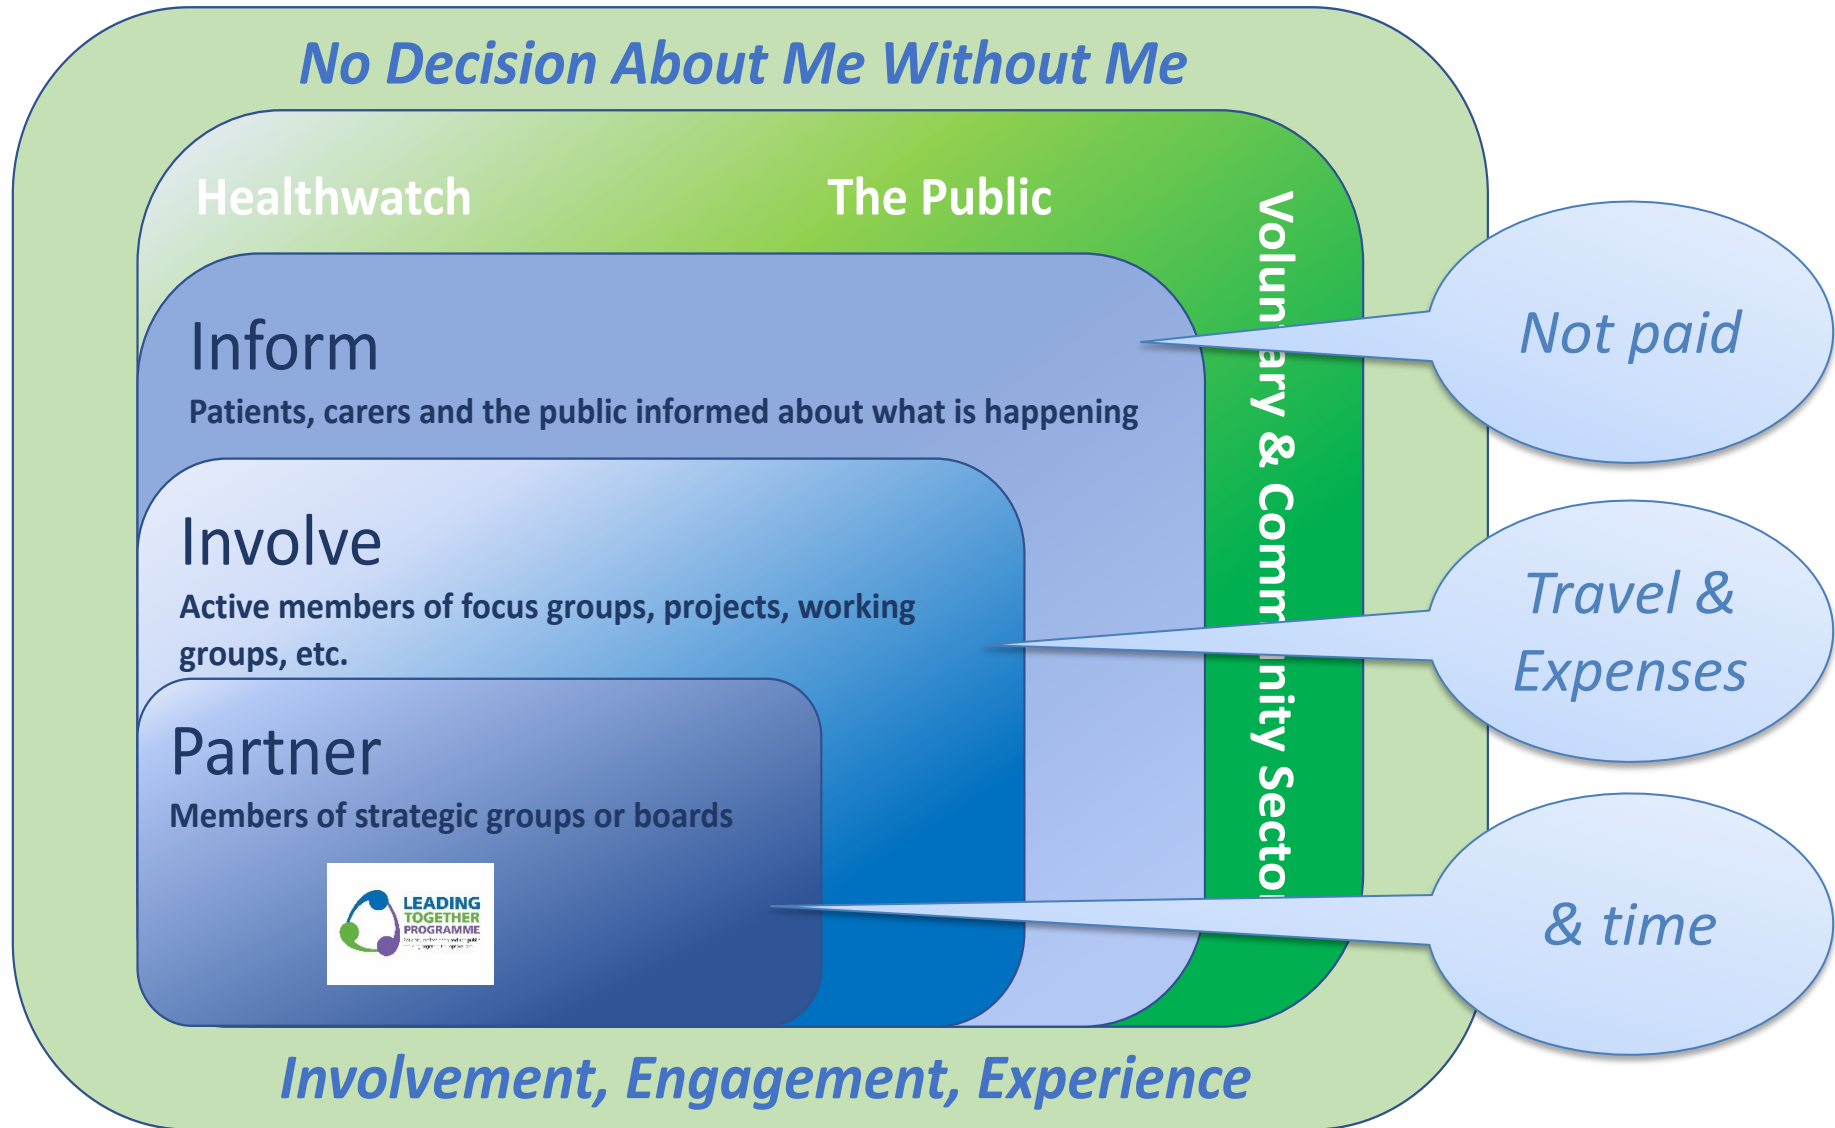 No Decision About Me Without Me
Healthwatch
The Public
Voluntary & Community Sector
Inform
Patients, carers and the public informed about what is happening
Not paid
Involve
Active members of focus groups, projects, working
groups, etc.
Travel &
Expenses
Partner
Members of strategic groups or boards
LEADING
TOGETHER
PROGRAMME
& time
Involvement, Engagement, Experience